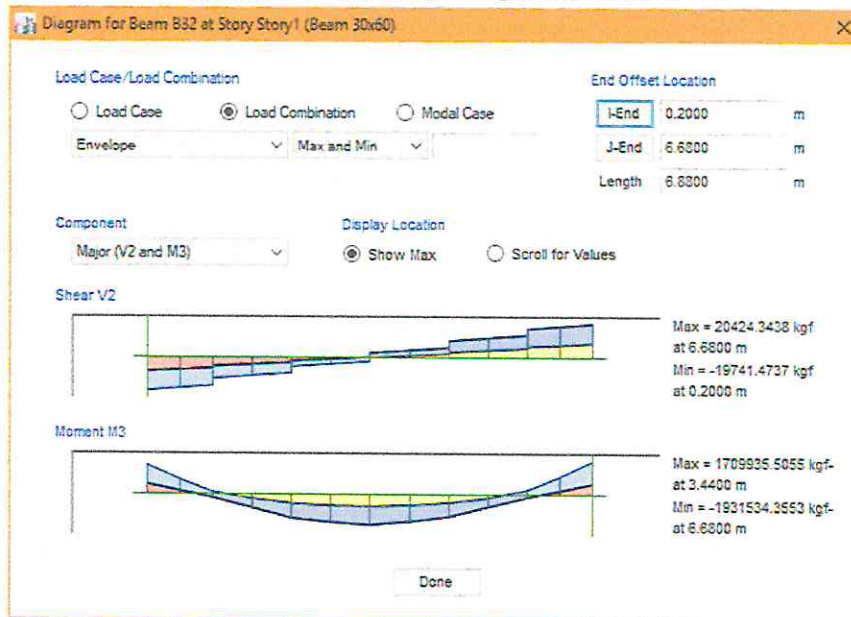 Diagram for Beam B32 at Story Story1 (Beam 30x60)
Load Case/Load Combination
End Offset Location
Load Case
Load Combination
Modal Case
I-End
0.2000
m
Envelope
Max and Min
J-End
6.6800
m
Length
6.8800
m
Component
Display Location
Major (V2 and M3)
Show Max
Scroll for Values
Shear V2
Max = 20424.3438 kgf
at 6.6800 m
Min = -19741.4737 kgf
at 0.2000 m
Moment M3
Max = 1709935.5055 kgf-
at 3.4400 m
Min = -1931534.3553 kgf-
at 6.6800 m
Done